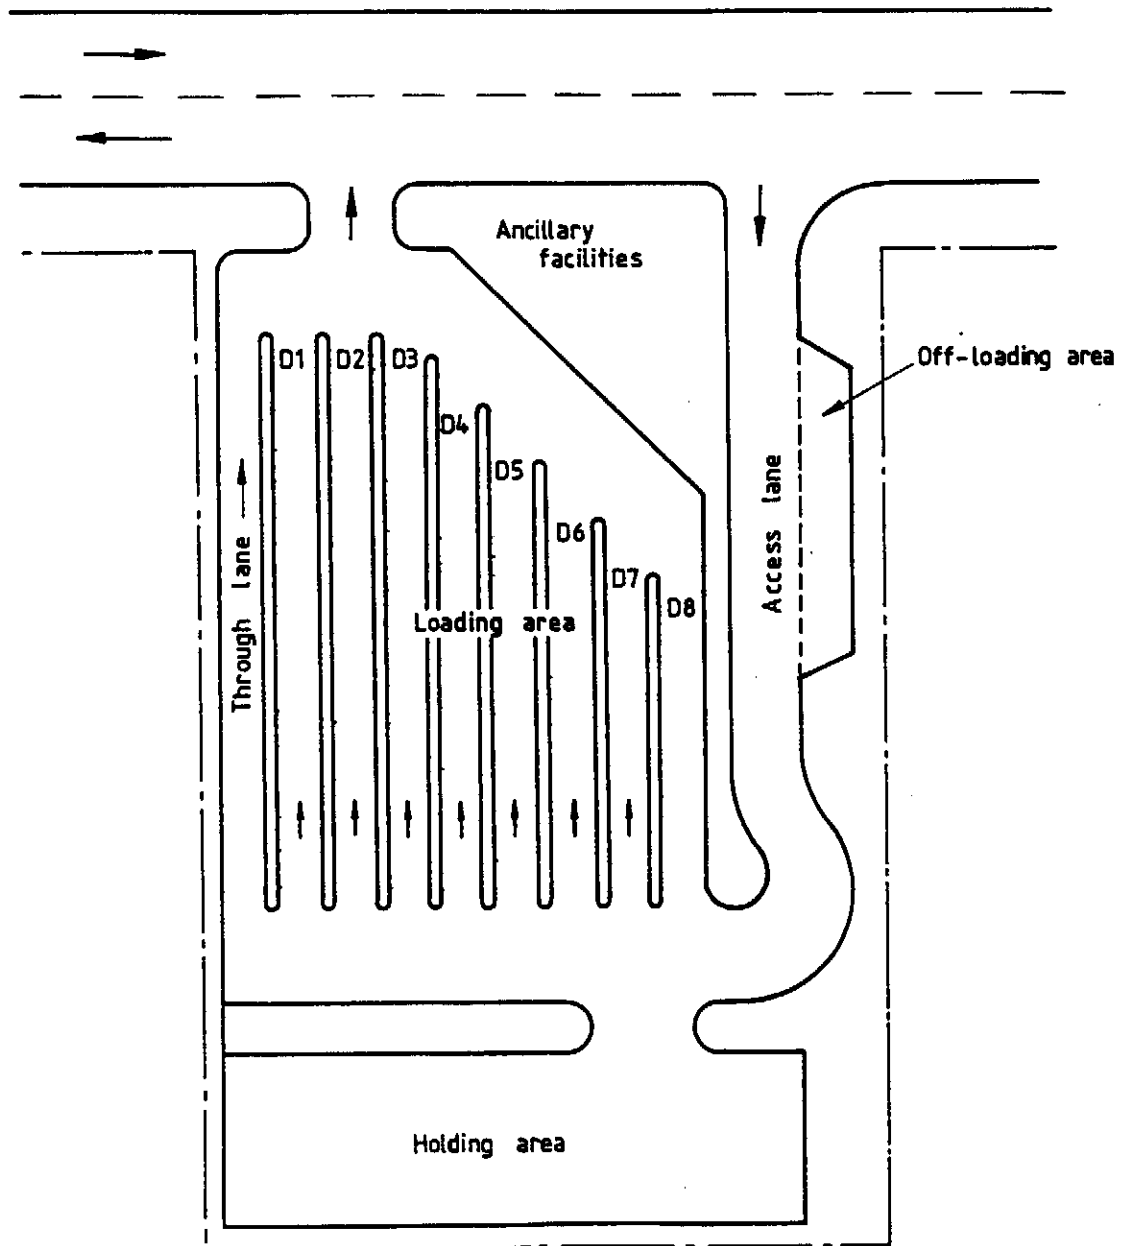 Ancillary
facilities
D1
D2
D3
Off-loading area
D4
D5
D6
D7
D8
Loading area
Through lane
Access lane
Holding area